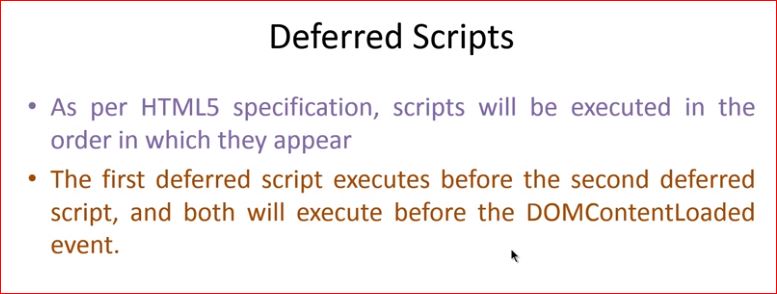 Deferred Scripts
• As per HTML5 specification, scripts will be executed in the
order in which they appear
• The first deferred script executes before the second deferred
script, and both will execute before the DOMContentLoaded
event.